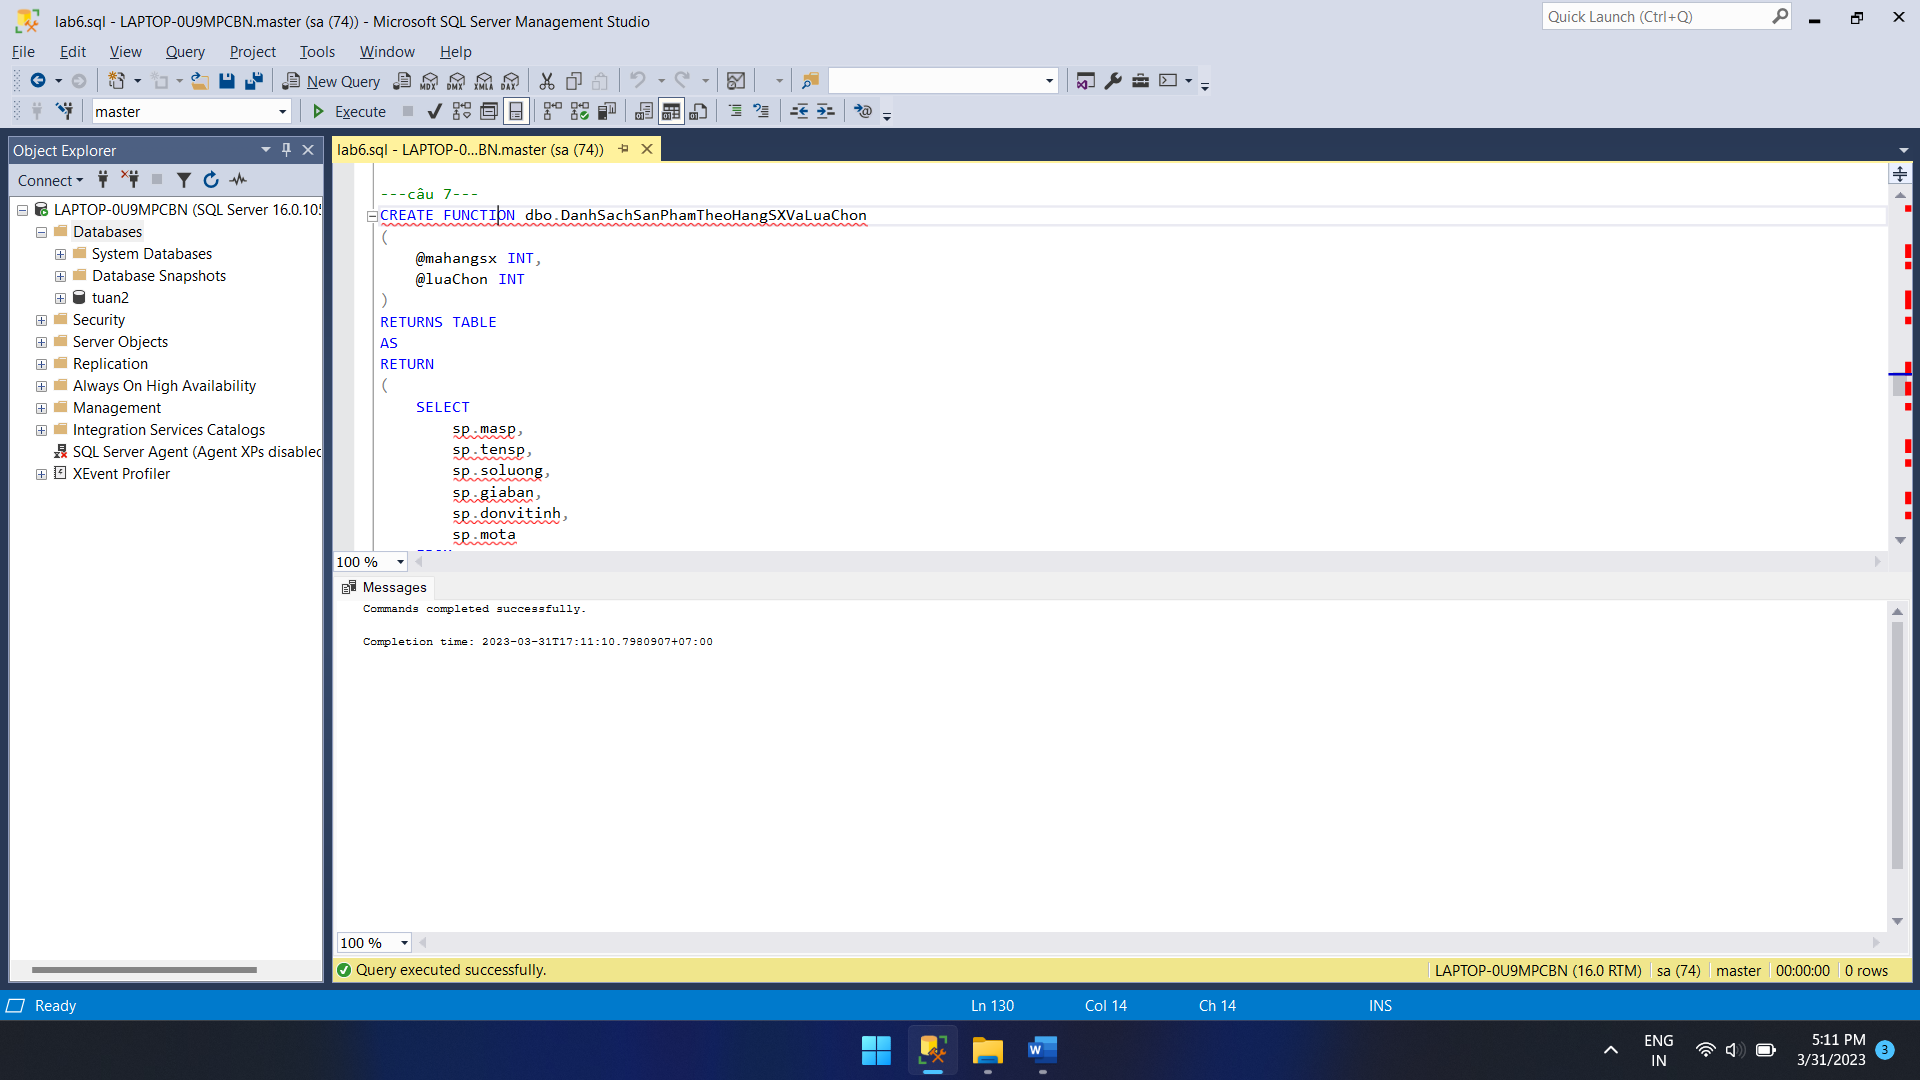 lab6.sql - LAPTOP-0U9MPCBN.master (sa (74)) - Microsoft SQL Server Management Studio
Quick Launch (Ctrl+Q)
File Edit View Query Project Tools Window Help
New Query
MDX DMX XMLA DAX
master
Execute
Object Explorer
Connect
LAPTOP-0U9MPCBN (SQL Server 16.0.105
Databases
System Databases
Database Snapshots
tuan2
Security
Server Objects
Replication
Always On High Availability
Management
Integration Services Catalogs
SQL Server Agent (Agent XPs disabled
XEvent Profiler
lab6.sql - LAPTOP-0...BN.master (sa (74))
---câu 7---
CREATE FUNCTION dbo.DanhSachSanPhamTheoHangSXVaLuaChon
(
@mahangsx INT,
@luaChon INT
)
RETURNS TABLE
AS
RETURN
(
SELECT
sp.masp,
sp.tensp,
sp.soluong,
sp.giaban,
sp.donvitinh,
sp.mota
100 %
Messages
Commands completed successfully.
Completion time: 2023-03-31T17:11:10.7980907+07:00
100 %
Query executed successfully.
LAPTOP-0U9MPCBN (16.0 RTM) sa (74) master 00:00:00 0 rows
Ready
Ln 130 Col 14 Ch 14 INS
ENG
IN
5:11 PM
3/31/2023
3